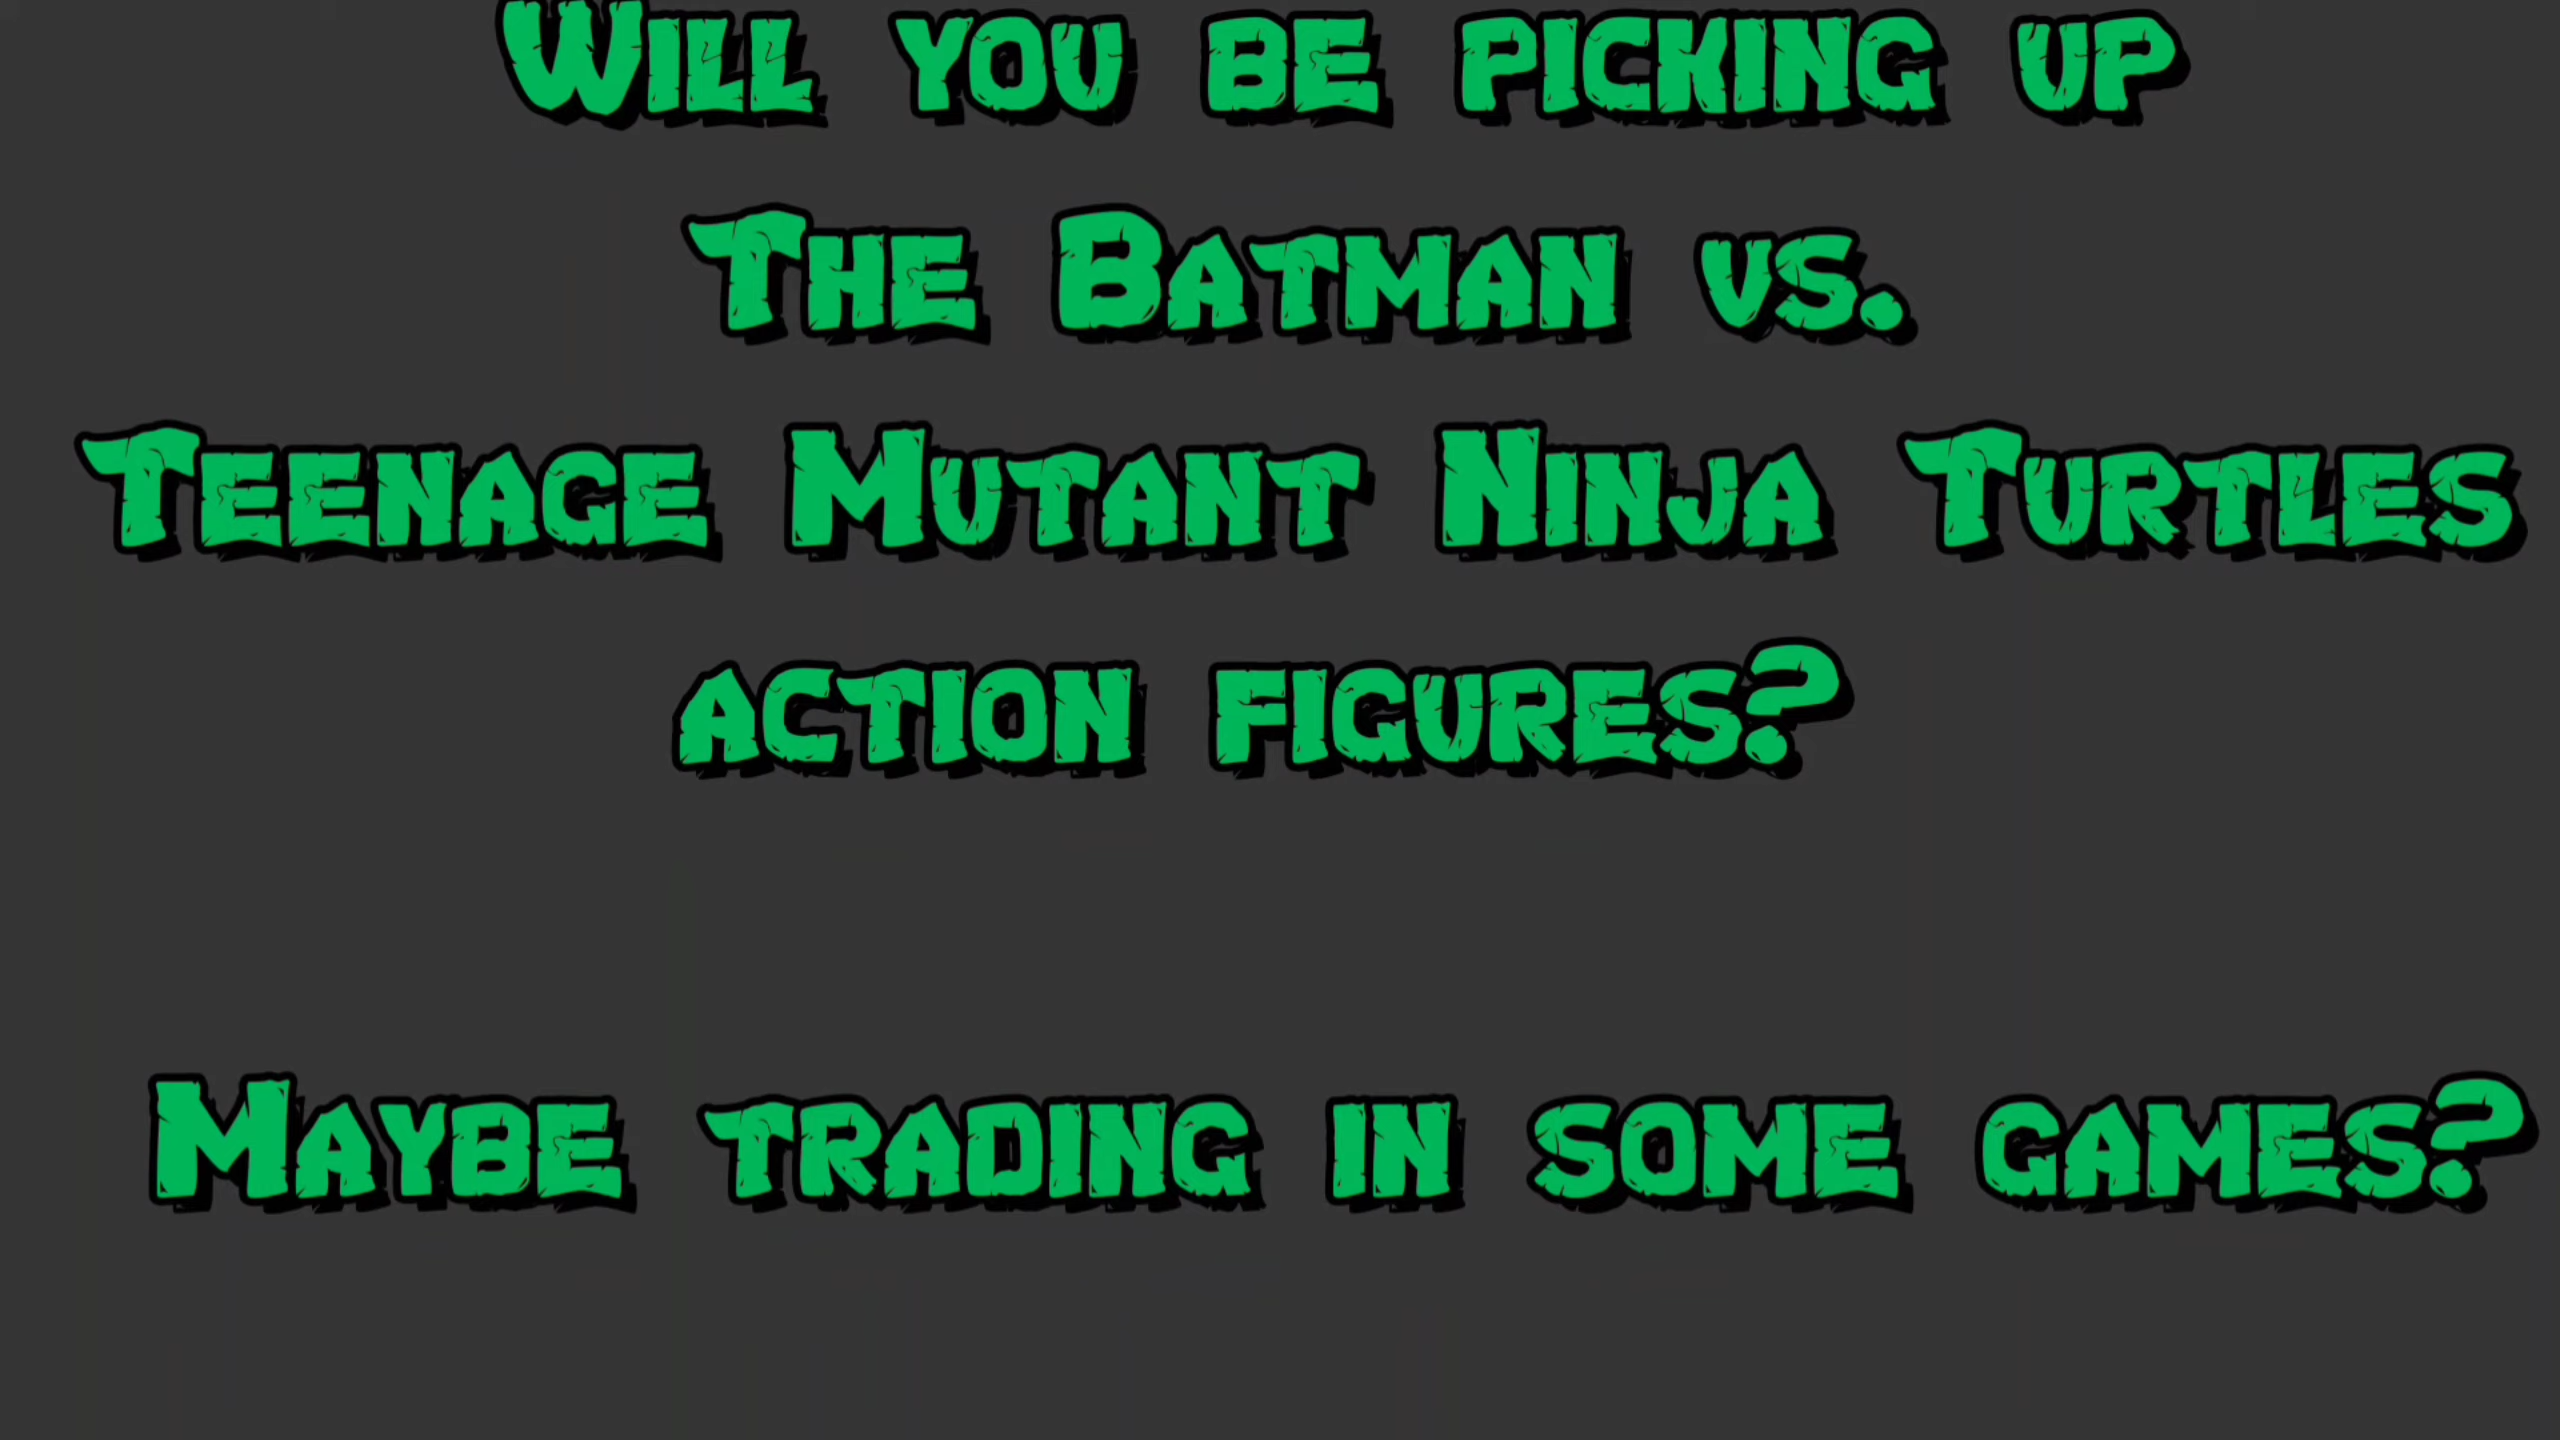 Will you be picking up
The Batman vs.
Teenage Mutant Ninja Turtles
action figures?
Maybe trading in some games?